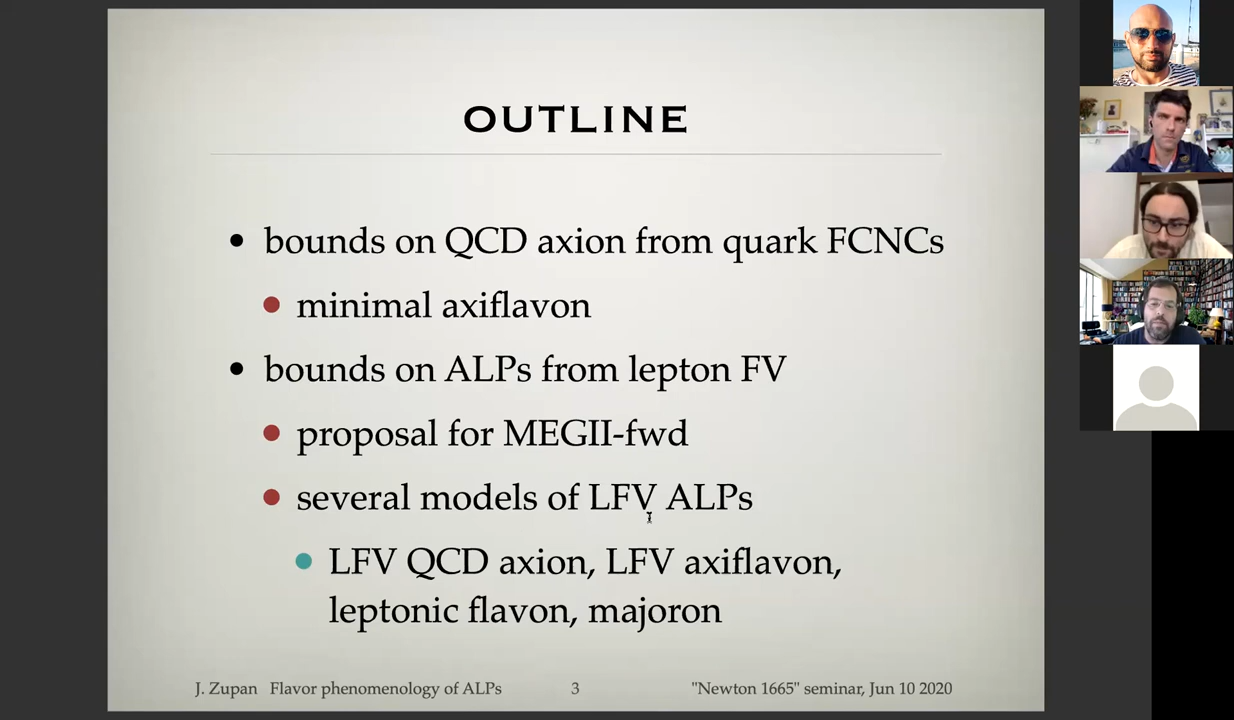 OUTLINE
• bounds on QCD axion from quark FCNCs
• minimal axiflavon
• bounds on ALPs from lepton FV
• proposal for MEGII-fwd
• several models of LFV ALPs
• LFV QCD axion, LFV axiflavon,
leptonic flavon, majoron
J. Zupan Flavor phenomenology of ALPs 3 "Newton 1665" seminar, Jun 10 2020